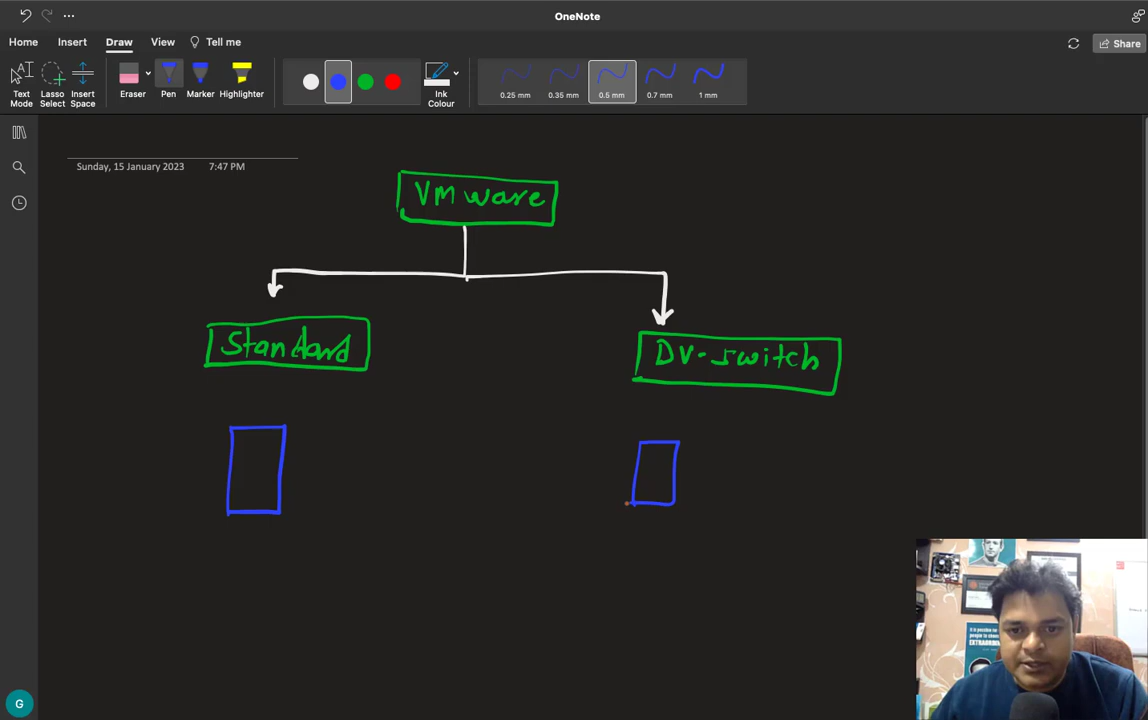 OneNote
Home Insert Draw View Tell me
Share
Text Mode
Lasso Select
Insert Space
Eraser
Pen
Marker
Highlighter
Ink Colour
0.25 mm
0.35 mm
0.5 mm
0.7 mm
1 mm
Sunday, 15 January 2023 7:47 PM
VMware
Standard
DV-switch
G
EXTRAORDINARY